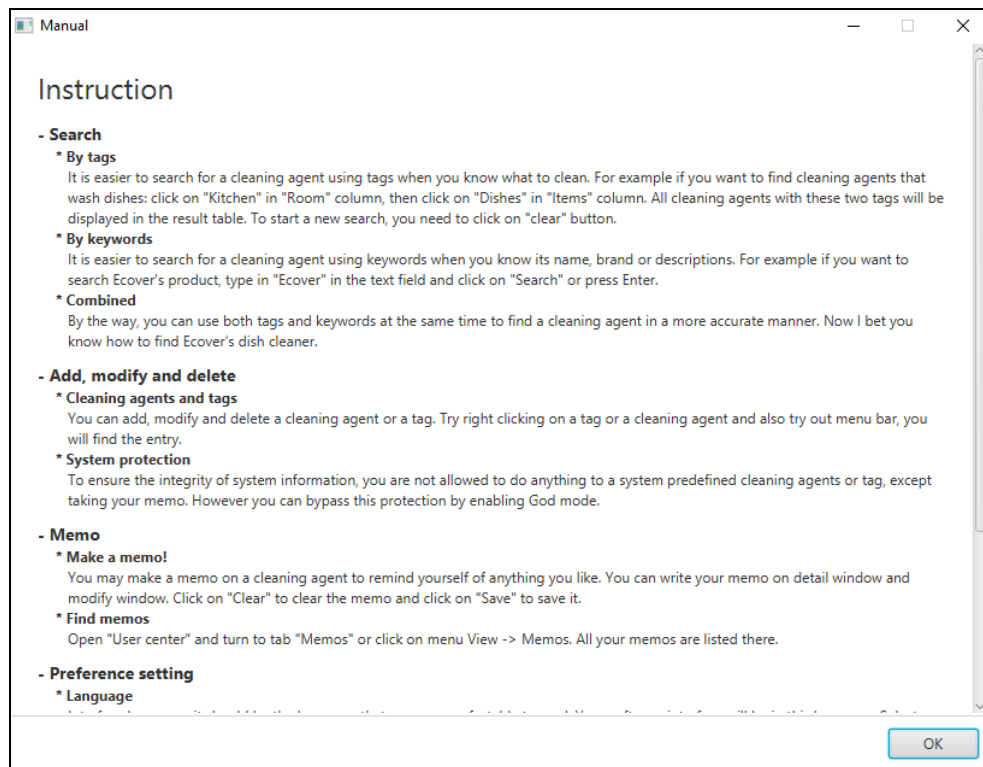 Manual
Instruction
- Search
* By tags
It is easier to search for a cleaning agent using tags when you know what to clean. For example if you want to find cleaning agents that
wash dishes: click on "Kitchen" in "Room" column, then click on "Dishes" in "Items" column. All cleaning agents with these two tags will be
displayed in the result table. To start a new search, you need to click on "clear" button.
* By keywords
It is easier to search for a cleaning agent using keywords when you know its name, brand or descriptions. For example if you want to
search Ecover's product, type in "Ecover" in the text field and click on "Search" or press Enter.
* Combined
By the way, you can use both tags and keywords at the same time to find a cleaning agent in a more accurate manner. Now I bet you
know how to find Ecover's dish cleaner.
- Add, modify and delete
* Cleaning agents and tags
You can add, modify and delete a cleaning agent or a tag. Try right clicking on a tag or a cleaning agent and also try out menu bar, you
will find the entry.
* System protection
To ensure the integrity of system information, you are not allowed to do anything to a system predefined cleaning agents or tag, except
taking your memo. However you can bypass this protection by enabling God mode.
- Memo
* Make a memo!
You may make a memo on a cleaning agent to remind yourself of anything you like. You can write your memo on detail window and
modify window. Click on "Clear" to clear the memo and click on "Save" to save it.
* Find memos
Open "User center" and turn to tab "Memos" or click on menu View -> Memos. All your memos are listed there.
- Preference setting
* Language
OK